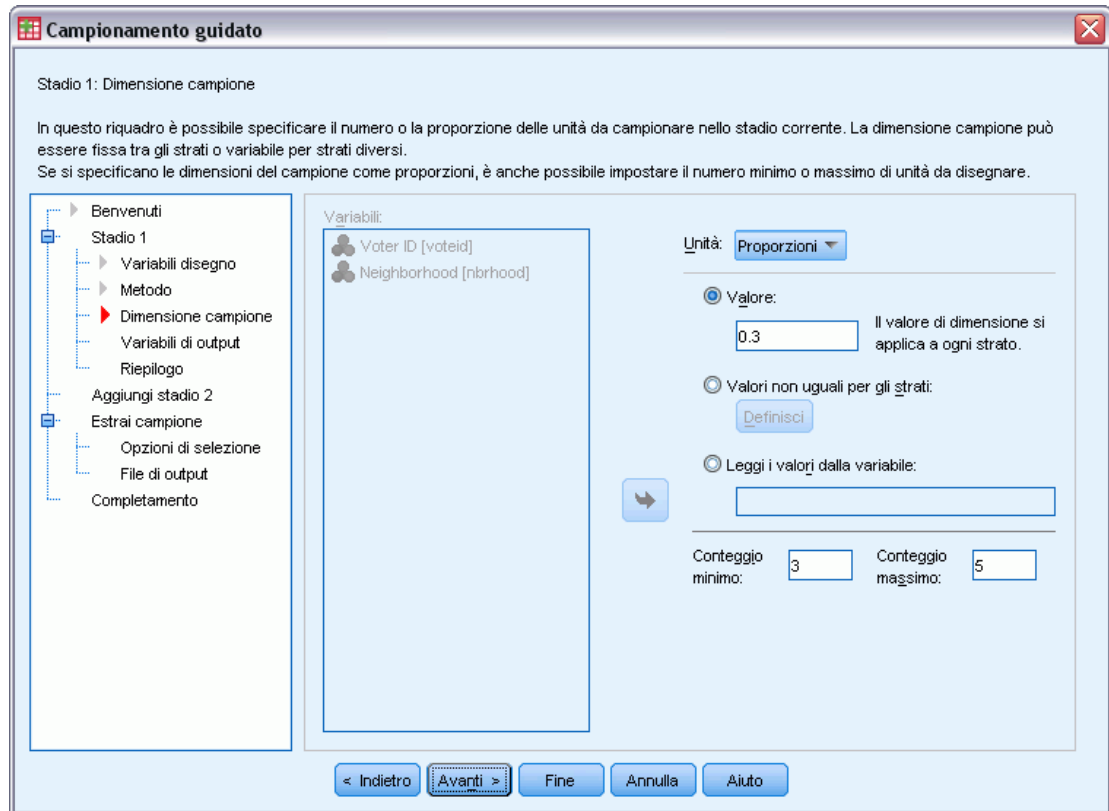 Campionamento guidato
Stadio 1: Dimensione campione
In questo riquadro è possibile specificare il numero o la proporzione delle unità da campionare nello stadio corrente. La dimensione campione può
essere fissa tra gli strati o variabile per strati diversi.
Se si specificano le dimensioni del campione come proporzioni, è anche possibile impostare il numero minimo o massimo di unità da disegnare.
Benvenuti
Stadio 1
Variabili disegno
Metodo
Dimensione campione
Variabili di output
Riepilogo
Aggiungi stadio 2
Estrai campione
Opzioni di selezione
File di output
Completamento
Variabili:
Voter ID [voteid]
Neighborhood [nbrhood]
Unità: Proporzioni
Valore:
0.3
Il valore di dimensione si
applica a ogni strato.
Valori non uguali per gli strati:
Definisci
Leggi i valori dalla variabile:
Conteggio
minimo:
3
Conteggio
massimo:
5
< Indietro
Avanti >
Fine
Annulla
Aiuto